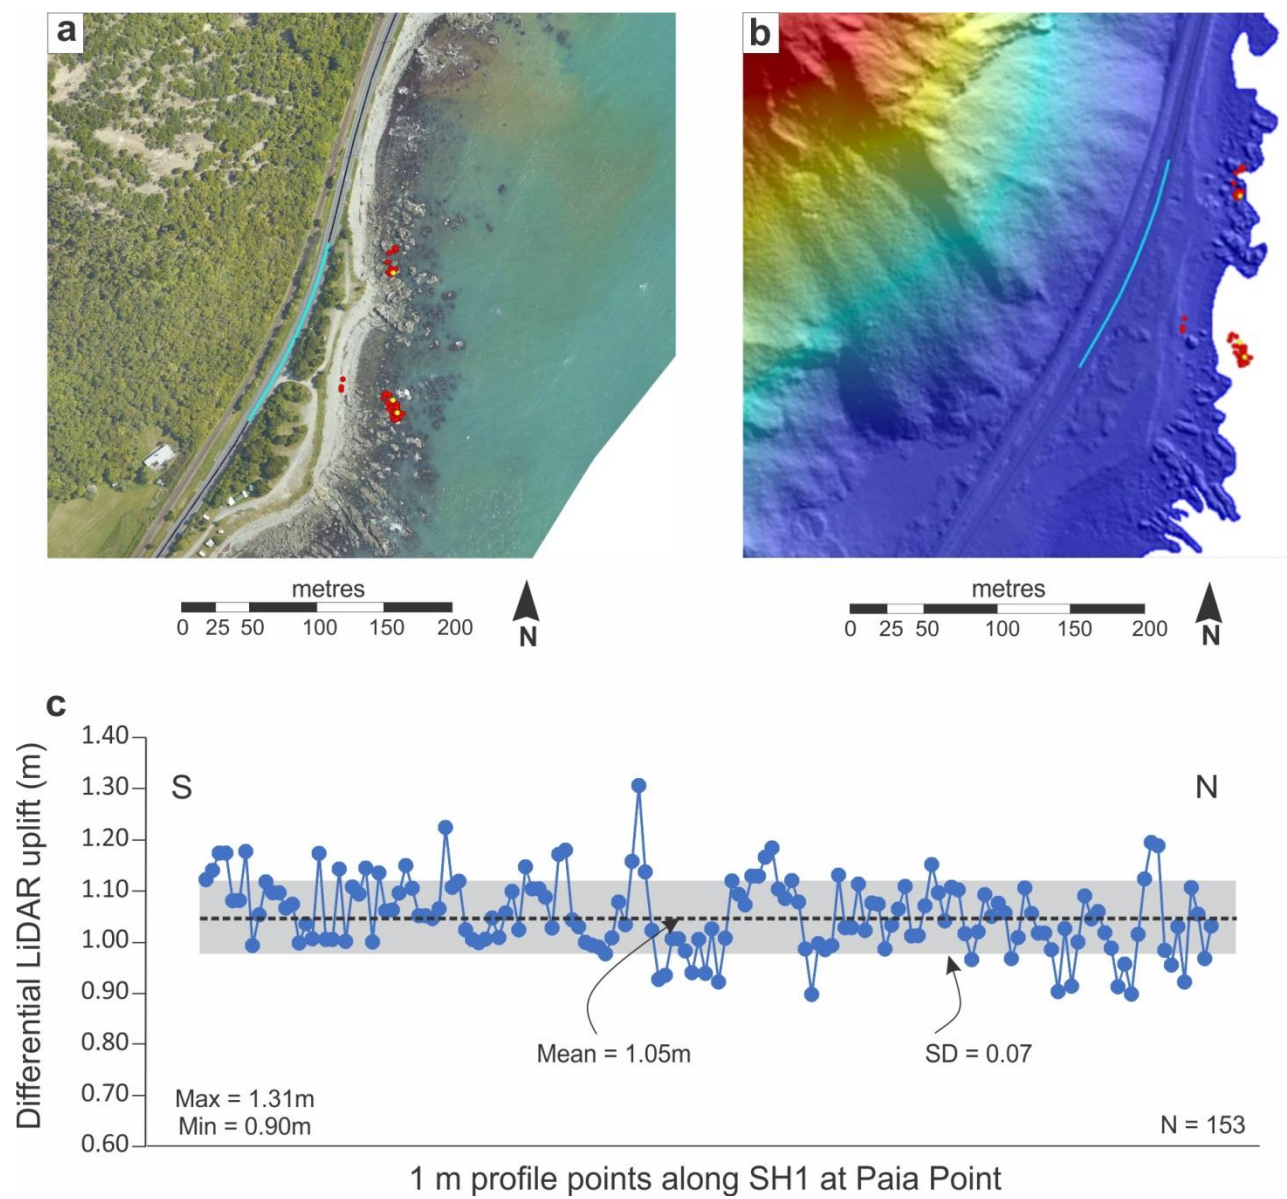 a
b
metres
0 25 50 100 150 200
N
metres
0 25 50 100 150 200
N
c
Differential LiDAR uplift (m)
1.40
1.30
1.20
1.10
1.00
0.90
0.80
0.70
0.60
S
N
Mean = 1.05m
SD = 0.07
Max = 1.31m
Min = 0.90m
N = 153
1 m profile points along SH1 at Paia Point